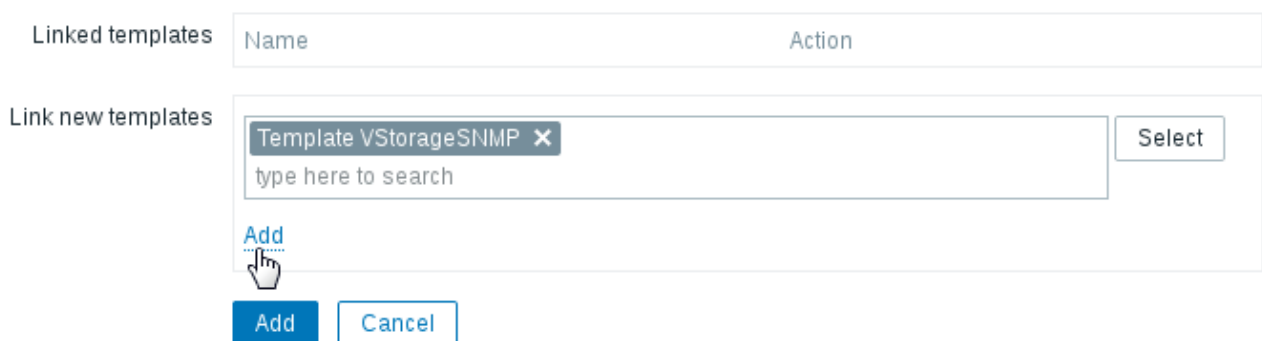 Linked templates Name Action
Link new templates
Template VStorageSNMP ✕ Select
type here to search
Add
Add Cancel